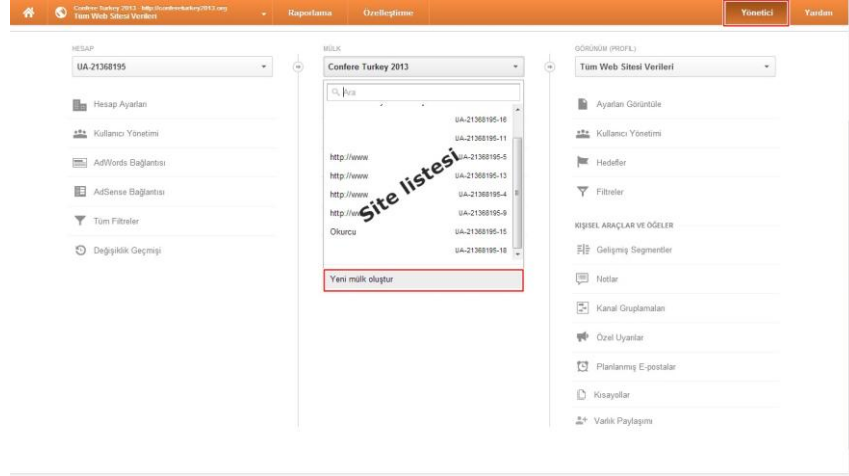 Confere Turkey 2013 - http://confereturkey2013.org
Tüm Web Sitesi Verileri
Raporlama
Özelleştirme
Yönetici
Yardım
HESAP
UA-21368195
Hesap Ayarları
Kullanıcı Yönetimi
AdWords Bağlantısı
AdSense Bağlantısı
Tüm Filtreler
Değişiklik Geçmişi
MÜLK
Confere Turkey 2013
Ara
UA-21368195-16
UA-21368195-11
http://www UA-21368195-5
http://www UA-21368195-13
http://www UA-21368195-4
http://www UA-21368195-9
Okurcu UA-21368195-15
UA-21368195-18
Site listesi
Yeni mülk oluştur
GÖRÜNÜM (PROFİL)
Tüm Web Sitesi Verileri
Ayarları Görüntüle
Kullanıcı Yönetimi
Hedefler
Filtreler
KİŞİSEL ARAÇLAR VE ÖĞELER
Gelişmiş Segmentler
Notlar
Kanal Gruplamaları
Özel Uyarılar
Planlanmış E-postalar
Kısayollar
Varlık Paylaşımı